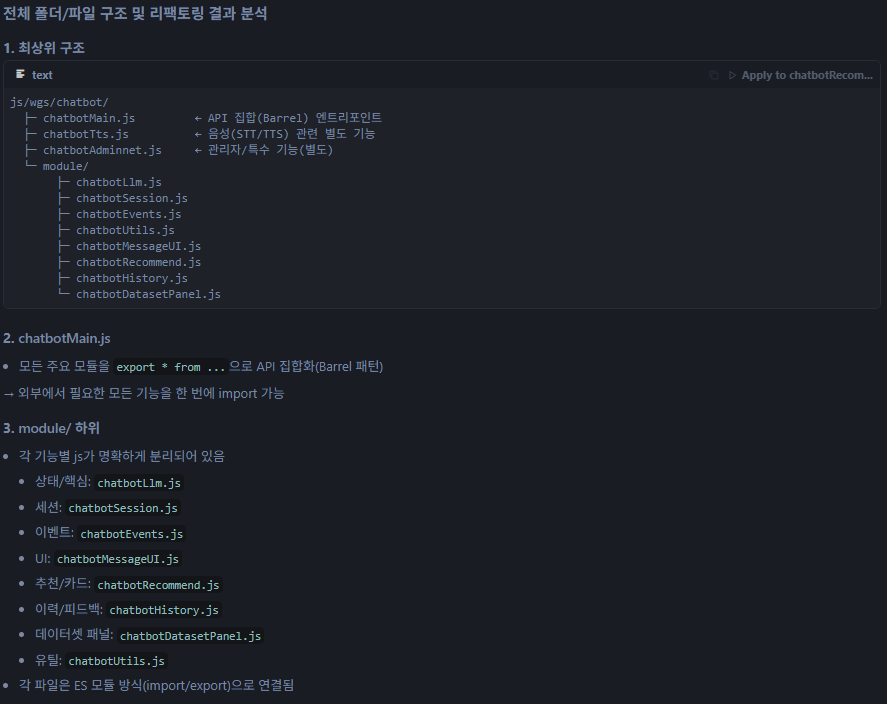 전체 폴더/파일 구조 및 리팩토링 결과 분석
1. 최상위 구조
text
Apply to chatbotRecom...
js/wgs/chatbot/
├─ chatbotMain.js ← API 집합(Barrel) 엔트리포인트
├─ chatbotTts.js ← 음성(STT/TTS) 관련 별도 기능
├─ chatbotAdminnet.js ← 관리자/특수 기능(별도)
└─ module/
├─ chatbotLlm.js
├─ chatbotSession.js
├─ chatbotEvents.js
├─ chatbotUtils.js
├─ chatbotMessageUI.js
├─ chatbotRecommend.js
├─ chatbotHistory.js
└─ chatbotDatasetPanel.js
2. chatbotMain.js
• 모든 주요 모듈을 export * from ... 으로 API 집합화(Barrel 패턴)
→ 외부에서 필요한 모든 기능을 한 번에 import 가능
3. module/ 하위
• 각 기능별 js가 명확하게 분리되어 있음
• 상태/핵심: chatbotLlm.js
• 세션: chatbotSession.js
• 이벤트: chatbotEvents.js
• UI: chatbotMessageUI.js
• 추천/카드: chatbotRecommend.js
• 이력/피드백: chatbotHistory.js
• 데이터셋 패널: chatbotDatasetPanel.js
• 유틸: chatbotUtils.js
• 각 파일은 ES 모듈 방식(import/export)으로 연결됨